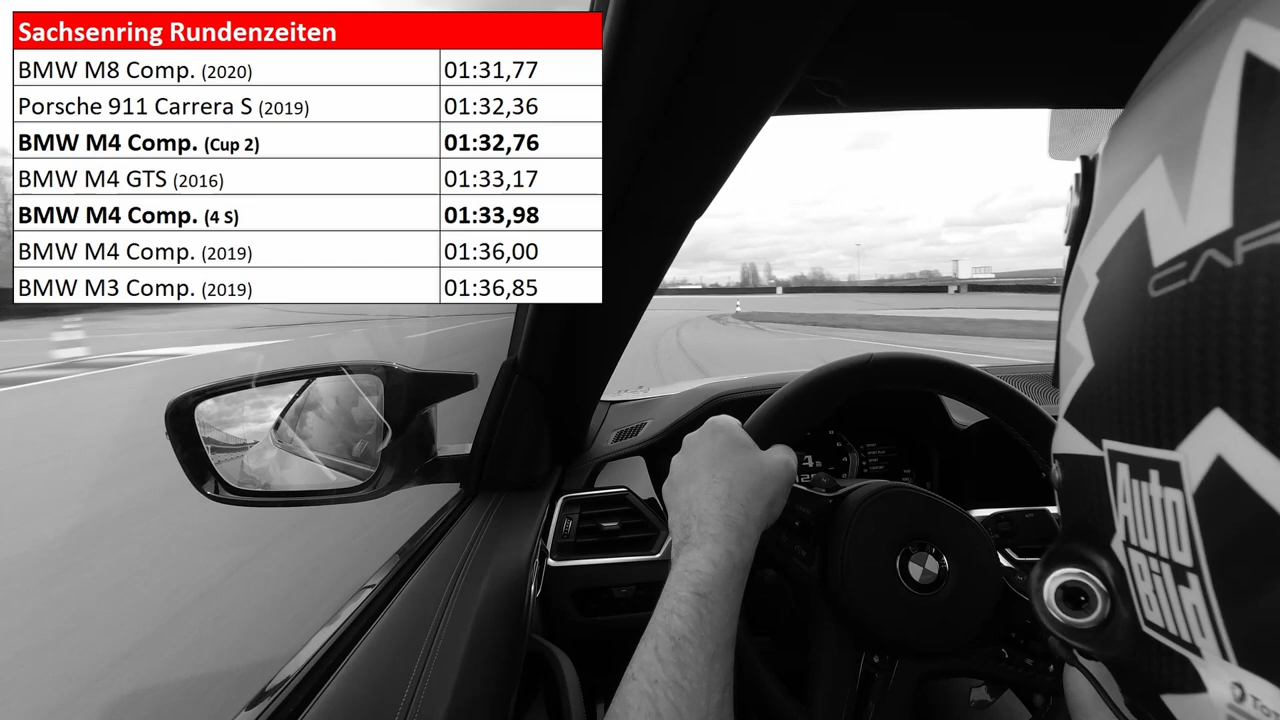 Sachsenring Rundenzeiten
BMW M8 Comp. (2020) 01:31,77
Porsche 911 Carrera S (2019) 01:32,36
BMW M4 Comp. (Cup 2) 01:32,76
BMW M4 GTS (2016) 01:33,17
BMW M4 Comp. (4 S) 01:33,98
BMW M4 Comp. (2019) 01:36,00
BMW M3 Comp. (2019) 01:36,85
Auto
Bild